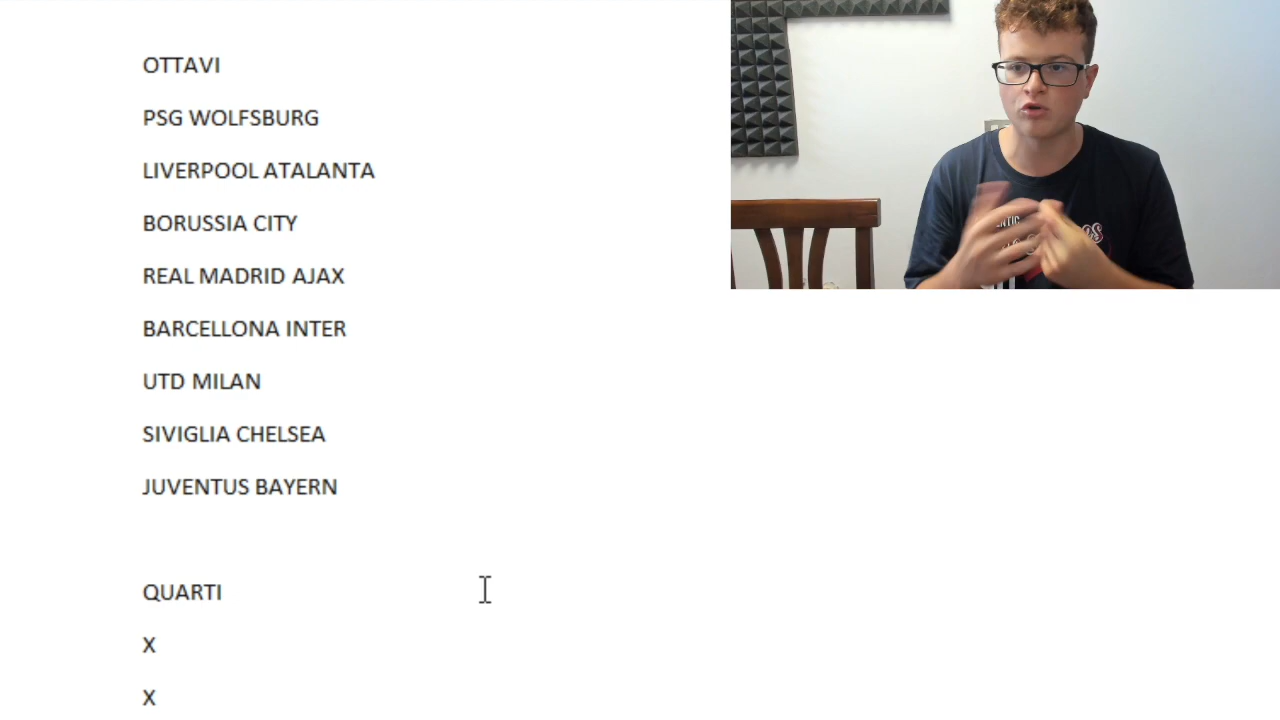 OTTAVI
PSG WOLFSBURG
LIVERPOOL ATALANTA
BORUSSIA CITY
REAL MADRID AJAX
BARCELLONA INTER
UTD MILAN
SIVIGLIA CHELSEA
JUVENTUS BAYERN
QUARTI
X
X